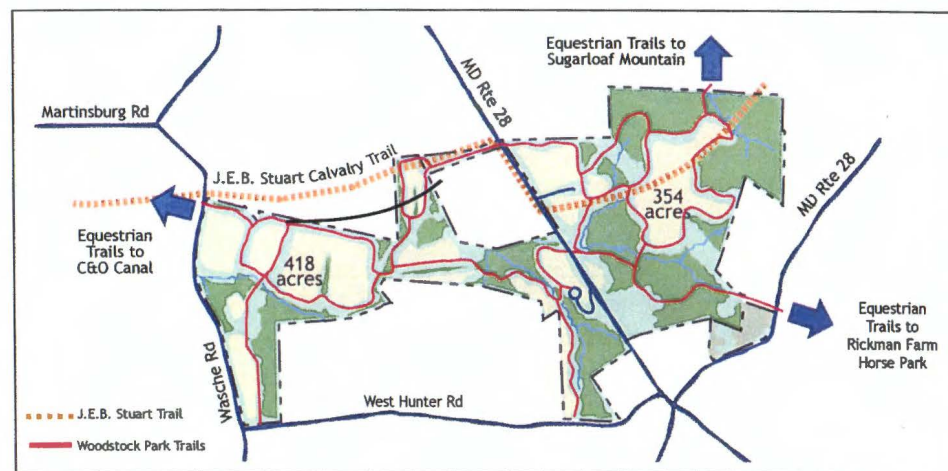 Equestrian Trails to
Sugarloaf Mountain
MD Rte 28
Martinsburg Rd
J.E.B. Stuart Calvalry Trail
MD Rte 28
354
acres
Equestrian
Trails to
C&O Canal
418
acres
Equestrian
Trails to
Rickman Farm
Horse Park
Wasche Rd
West Hunter Rd
J.E.B. Stuart Trail
Woodstock Park Trails